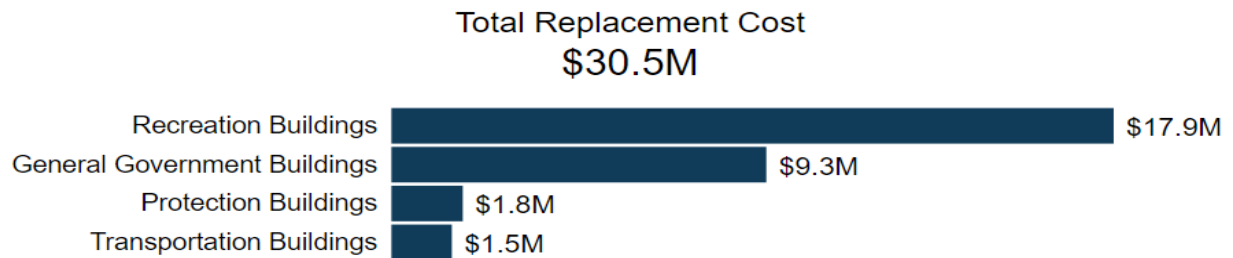 Total Replacement Cost
$30.5M
Recreation Buildings $17.9M
General Government Buildings $9.3M
Protection Buildings $1.8M
Transportation Buildings $1.5M